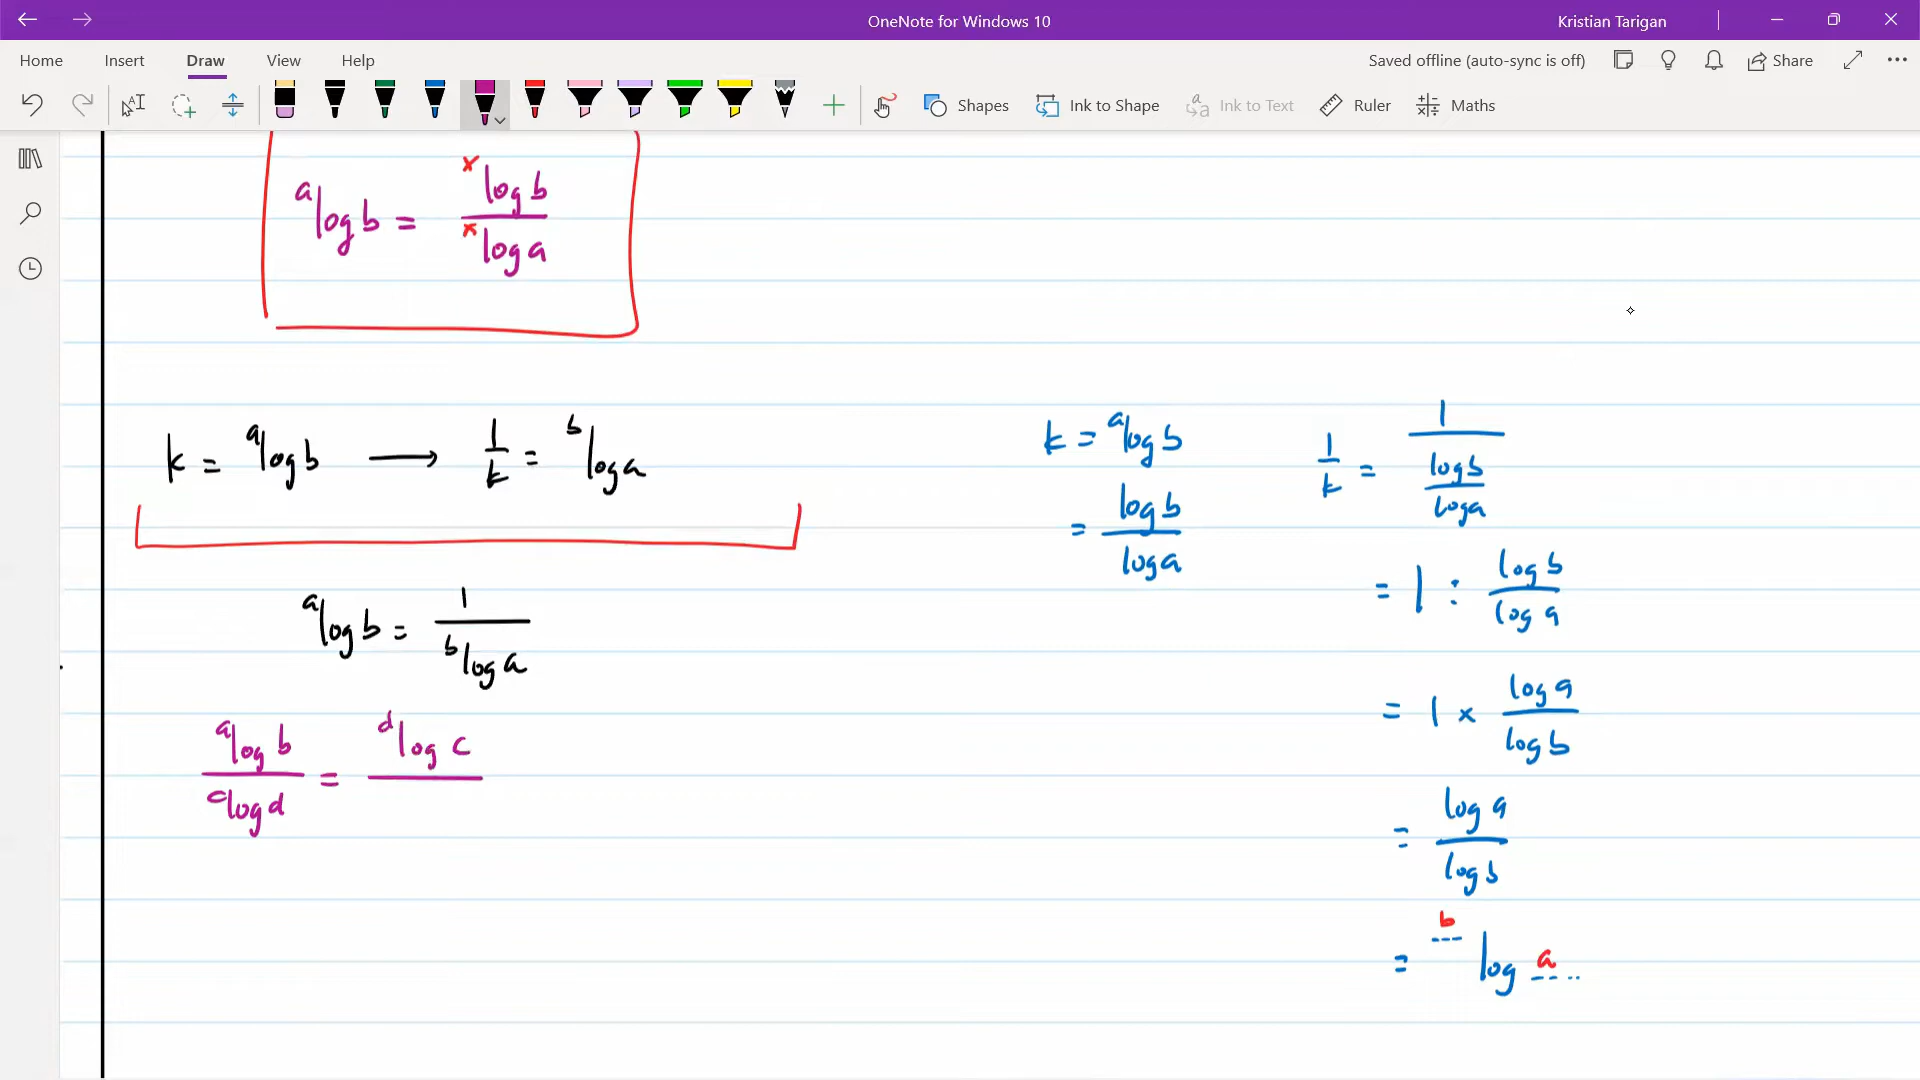 OneNote for Windows 10
Kristian Tarigan
Home Insert Draw View Help
Saved offline (auto-sync is off) Share
Shapes Ink to Shape Ink to Text Ruler Maths
ᵃlog b = ˣlog b / ˣlog a
k = ᵃlog b → 1/k = ᵇlog a
ᵃlog b = 1 / ᵇlog a
ᵃlog b / ᶜlog d = ᵈlog c /
k = ᵃlog b
= log b / log a
1/k = 1 / (log b / log a)
= 1 : log b / log a
= 1 × log a / log b
= log a / log b
= ᵇlog a